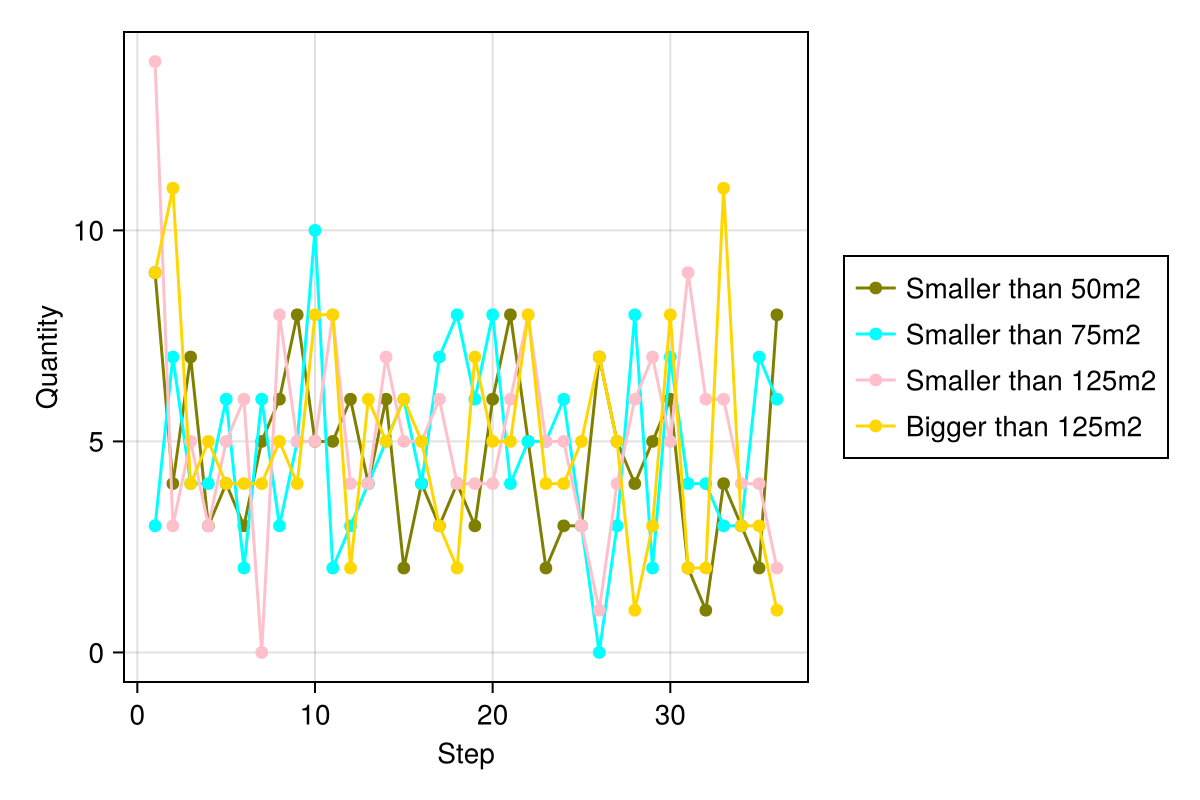 Quantity
10
5
0
0 10 20 30
Step
Smaller than 50m2
Smaller than 75m2
Smaller than 125m2
Bigger than 125m2